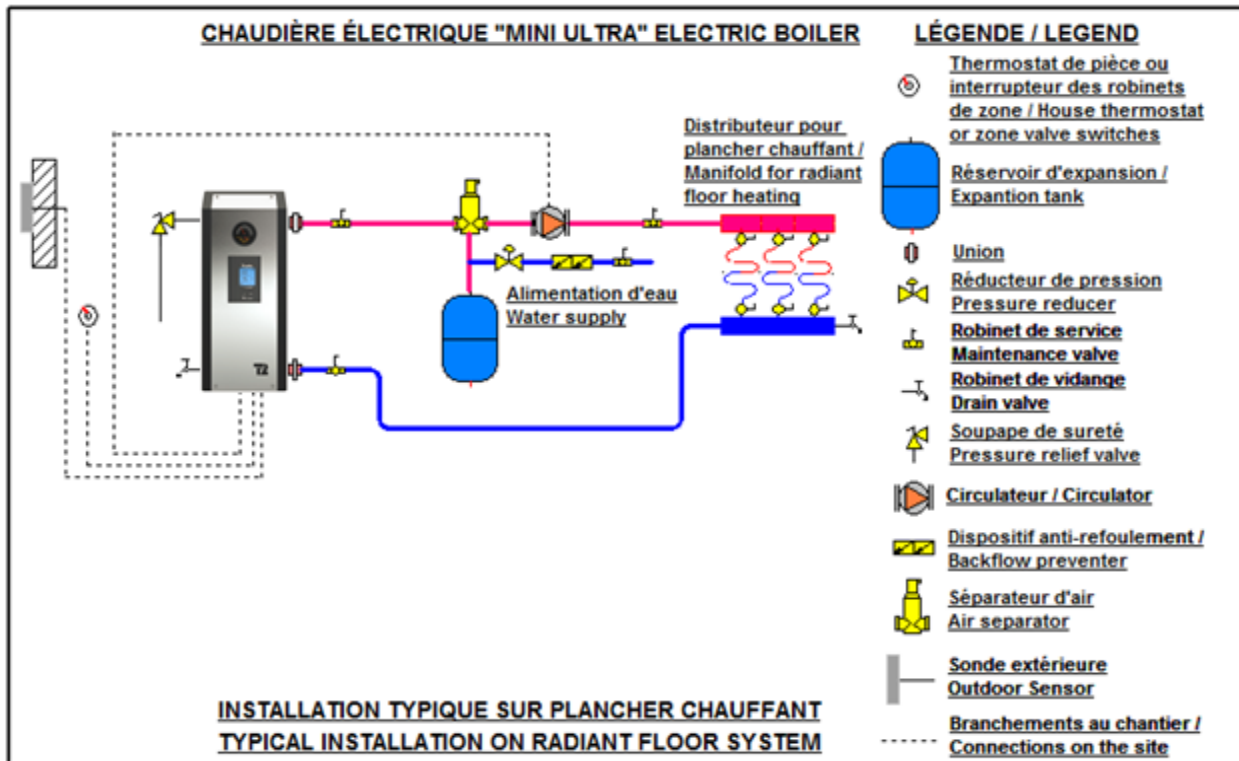 CHAUDIÈRE ÉLECTRIQUE "MINI ULTRA" ELECTRIC BOILER
Distributeur pour
plancher chauffant /
Manifold for radiant
floor heating
Alimentation d'eau
Water supply
INSTALLATION TYPIQUE SUR PLANCHER CHAUFFANT
TYPICAL INSTALLATION ON RADIANT FLOOR SYSTEM
LÉGENDE / LEGEND
Thermostat de pièce ou
interrupteur des robinets
de zone / House thermostat
or zone valve switches
Réservoir d'expansion /
Expantion tank
Union
Réducteur de pression
Pressure reducer
Robinet de service
Maintenance valve
Robinet de vidange
Drain valve
Soupape de sureté
Pressure relief valve
Circulateur / Circulator
Dispositif anti-refoulement /
Backflow preventer
Séparateur d'air
Air separator
Sonde extérieure
Outdoor Sensor
Branchements au chantier /
Connections on the site